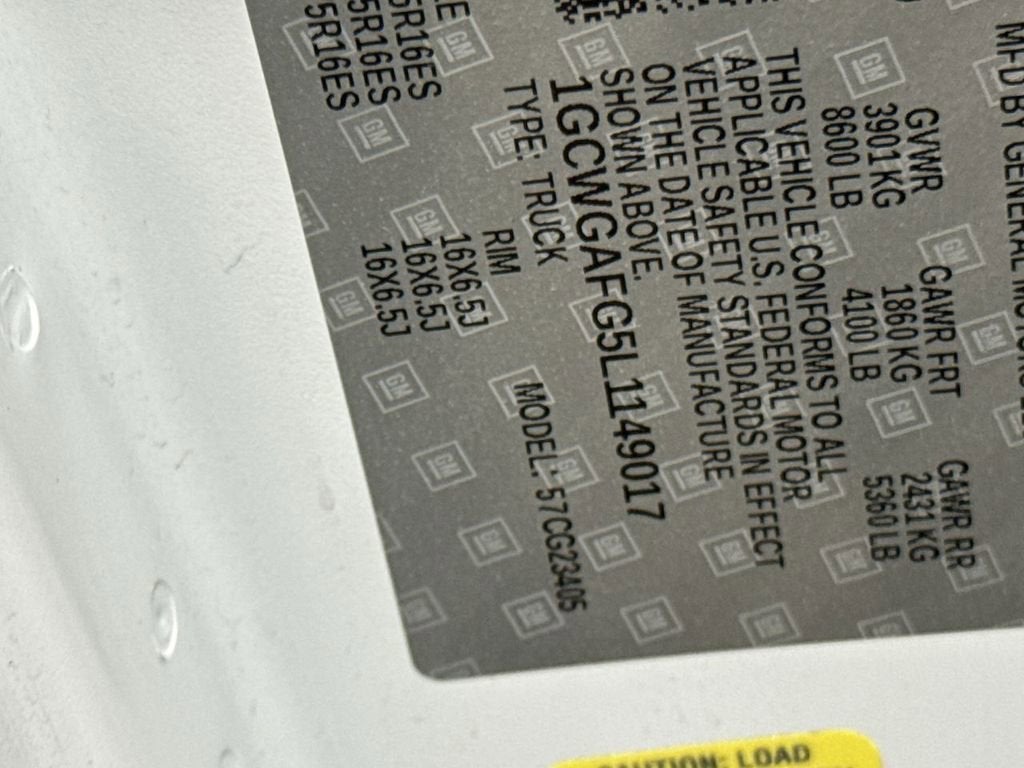 MFD BY GENERAL MOTORS
GVWR GAWR FRT GAWR RR
3901 KG 1860 KG 2431 KG
8600 LB 4100 LB 5360 LB
THIS VEHICLE CONFORMS TO ALL
APPLICABLE U.S. FEDERAL MOTOR
VEHICLE SAFETY STANDARDS IN EFFECT
ON THE DATE OF MANUFACTURE
SHOWN ABOVE.
1GCWGAFG5L1149017
TYPE: TRUCK MODEL: 57CG23405
RIM
5R16ES 16X6.5J
5R16ES 16X6.5J
5R16ES 16X6.5J
CAUTION: LOAD
GM